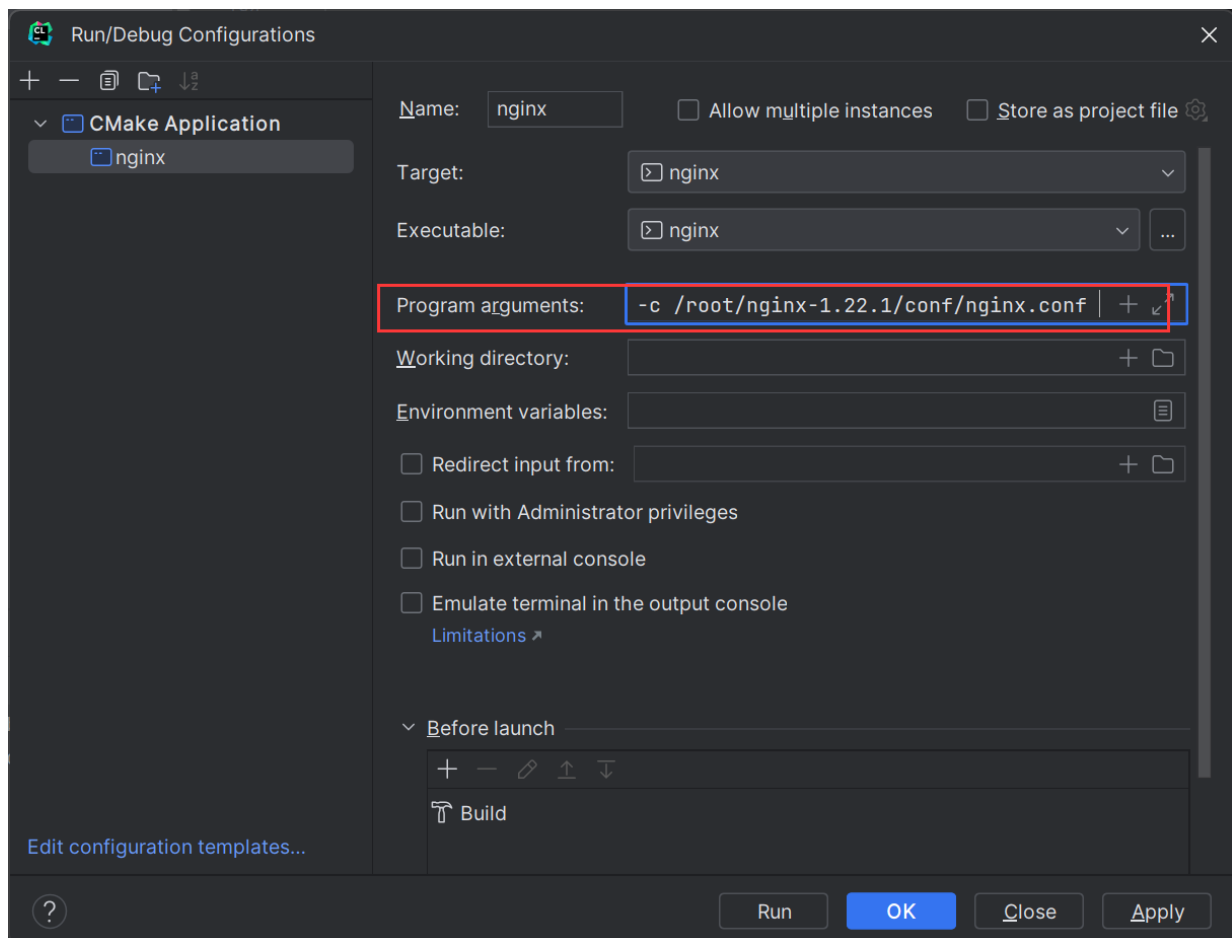 CL Run/Debug Configurations
Name: nginx Allow multiple instances Store as project file
CMake Application
nginx
Target: nginx
Executable: nginx ...
Program arguments: -c /root/nginx-1.22.1/conf/nginx.conf
Working directory:
Environment variables:
Redirect input from:
Run with Administrator privileges
Run in external console
Emulate terminal in the output console
Limitations
Before launch
Build
Edit configuration templates...
? Run OK Close Apply